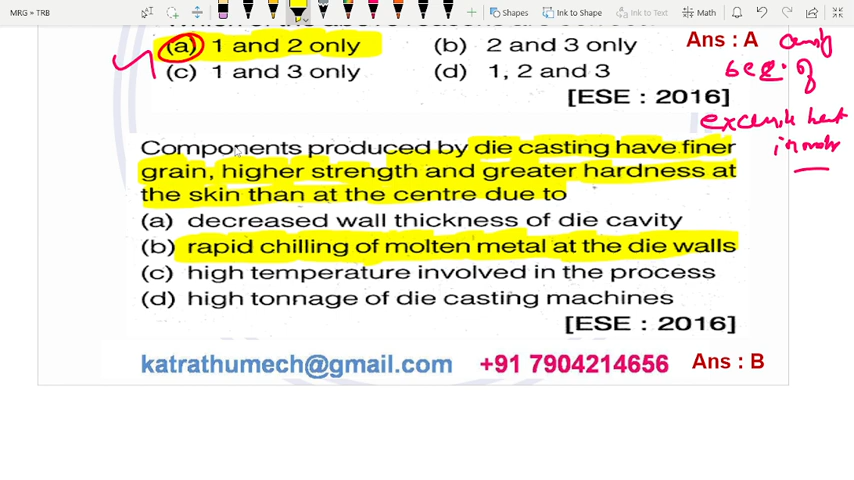 MRG » TRB
Shapes
Ink to Shape
Ink to Math
(a) 1 and 2 only (b) 2 and 3 only Ans : A
(c) 1 and 3 only (d) 1, 2 and 3
[ESE : 2016]
heat
Components produced by die casting have finer
grain, higher strength and greater hardness at
the skin than at the centre due to
(a) decreased wall thickness of die cavity
(b) rapid chilling of molten metal at the die walls
(c) high temperature involved in the process
(d) high tonnage of die casting machines
[ESE : 2016]
katrathumech@gmail.com +91 7904214656 Ans : B